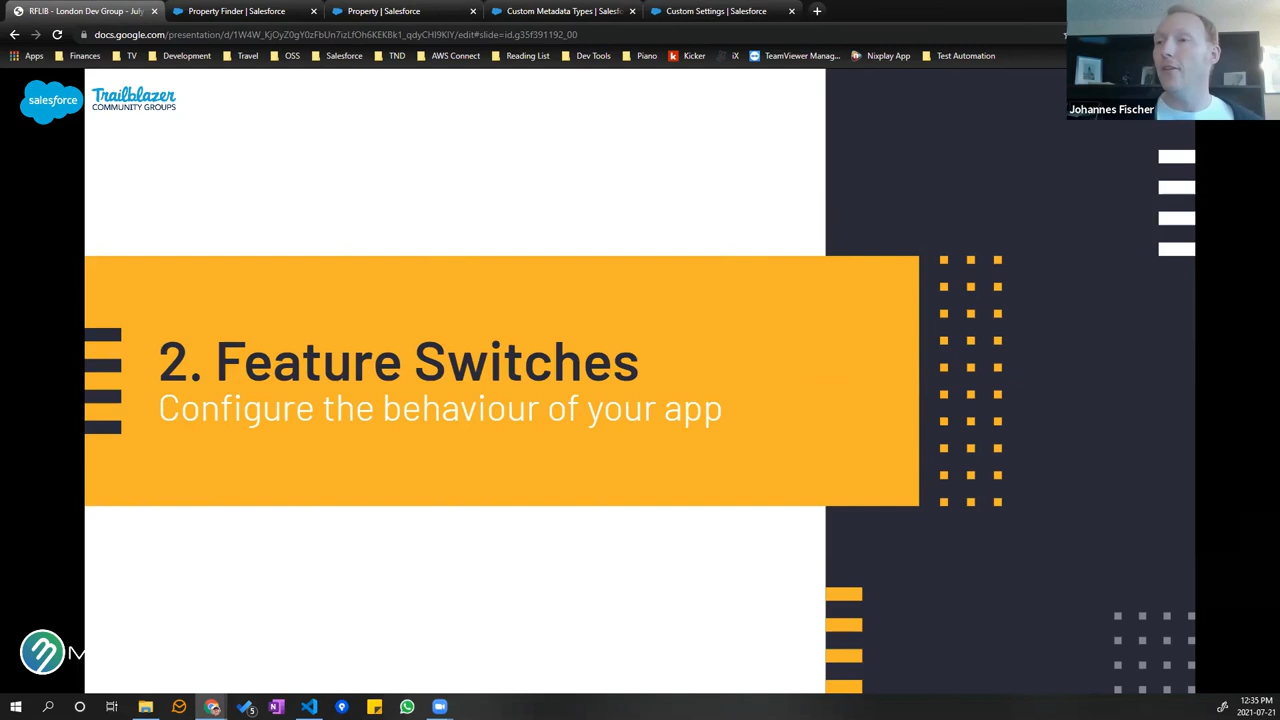 RFLIB - London Dev Group - July
Property Finder | Salesforce
Property | Salesforce
Custom Metadata Types | Salesf
Custom Settings | Salesforce
docs.google.com/presentation/d/1W4W_KjOyZ0gY0zFbUn7izLfOh6KEKBk1_qdyCHI9KIY/edit#slide=id.g35f391192_00
Apps
Finances
TV
Development
Travel
OSS
Salesforce
TND
AWS Connect
Reading List
Dev Tools
Piano
Kicker
iX
TeamViewer Manag...
Nixplay App
Test Automation
Johannes Fischer
salesforce
Trailblazer
COMMUNITY GROUPS
2. Feature Switches
Configure the behaviour of your app
12:35 PM
2021-07-21